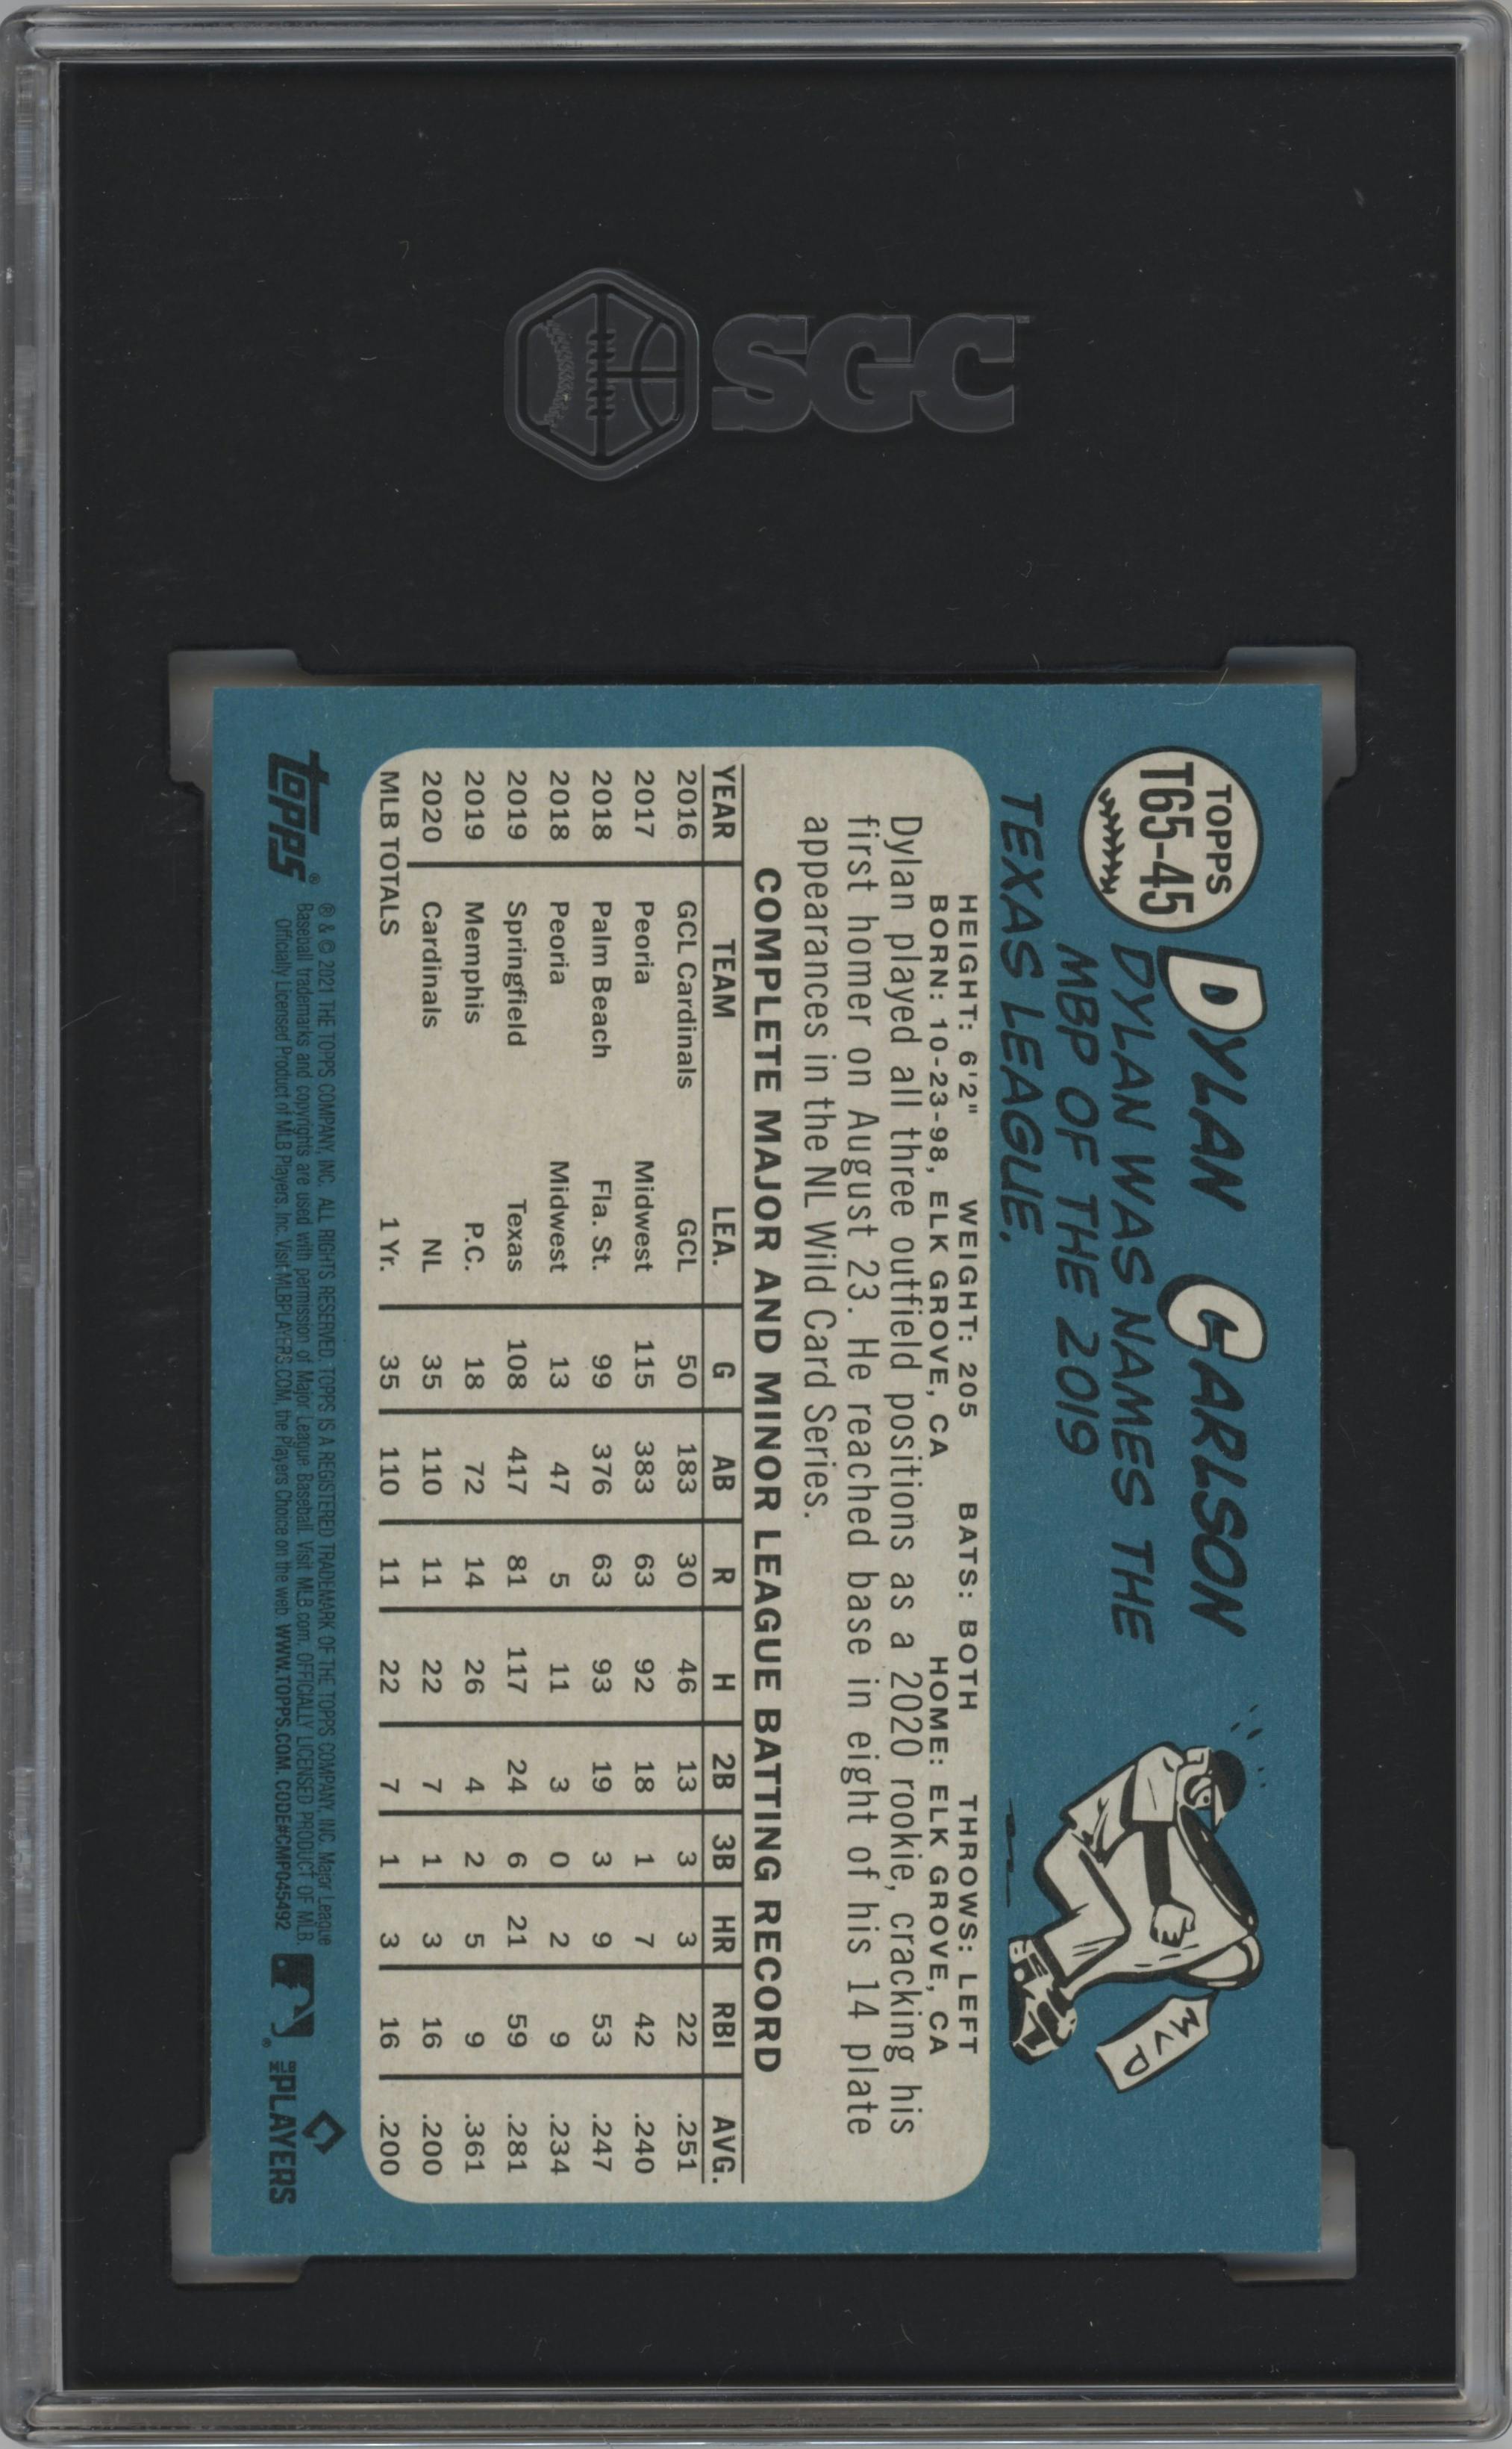 SGC
TOPPS
T65-45
DYLAN CARLSON
DYLAN WAS NAMES THE
MBP OF THE 2019
TEXAS LEAGUE.
MVP
HEIGHT: 6'2" WEIGHT: 205 BATS: BOTH THROWS: LEFT
BORN: 10-23-98, ELK GROVE, CA HOME: ELK GROVE, CA
Dylan played all three outfield positions as a 2020 rookie, cracking his
first homer on August 23. He reached base in eight of his 14 plate
appearances in the NL Wild Card Series.
COMPLETE MAJOR AND MINOR LEAGUE BATTING RECORD
YEAR TEAM LEA. G AB R H 2B 3B HR RBI AVG.
2016 GCL Cardinals GCL 50 183 30 46 13 3 3 22 .251
2017 Peoria Midwest 115 383 63 92 18 1 7 42 .240
2018 Palm Beach Fla. St. 99 376 63 93 19 3 9 53 .247
2018 Peoria Midwest 13 47 5 11 3 0 2 9 .234
2019 Springfield Texas 108 417 81 117 24 6 21 59 .281
2019 Memphis P.C. 18 72 14 26 4 2 5 9 .361
2020 Cardinals NL 35 110 11 22 7 1 3 16 .200
MLB TOTALS 1 Yr. 35 110 11 22 7 1 3 16 .200
topps®
® & © 2021 THE TOPPS COMPANY, INC. ALL RIGHTS RESERVED. TOPPS IS A REGISTERED TRADEMARK OF THE TOPPS COMPANY, INC. Major League
Baseball trademarks and copyrights are used with permission of Major League Baseball. Visit MLB.com. OFFICIALLY LICENSED PRODUCT OF MLB.
Officially Licensed Product of MLB Players, Inc. Visit MLBPLAYERS.COM, the Players Choice on the web. WWW.TOPPS.COM. CODE#CMP045492
MLB PLAYERS